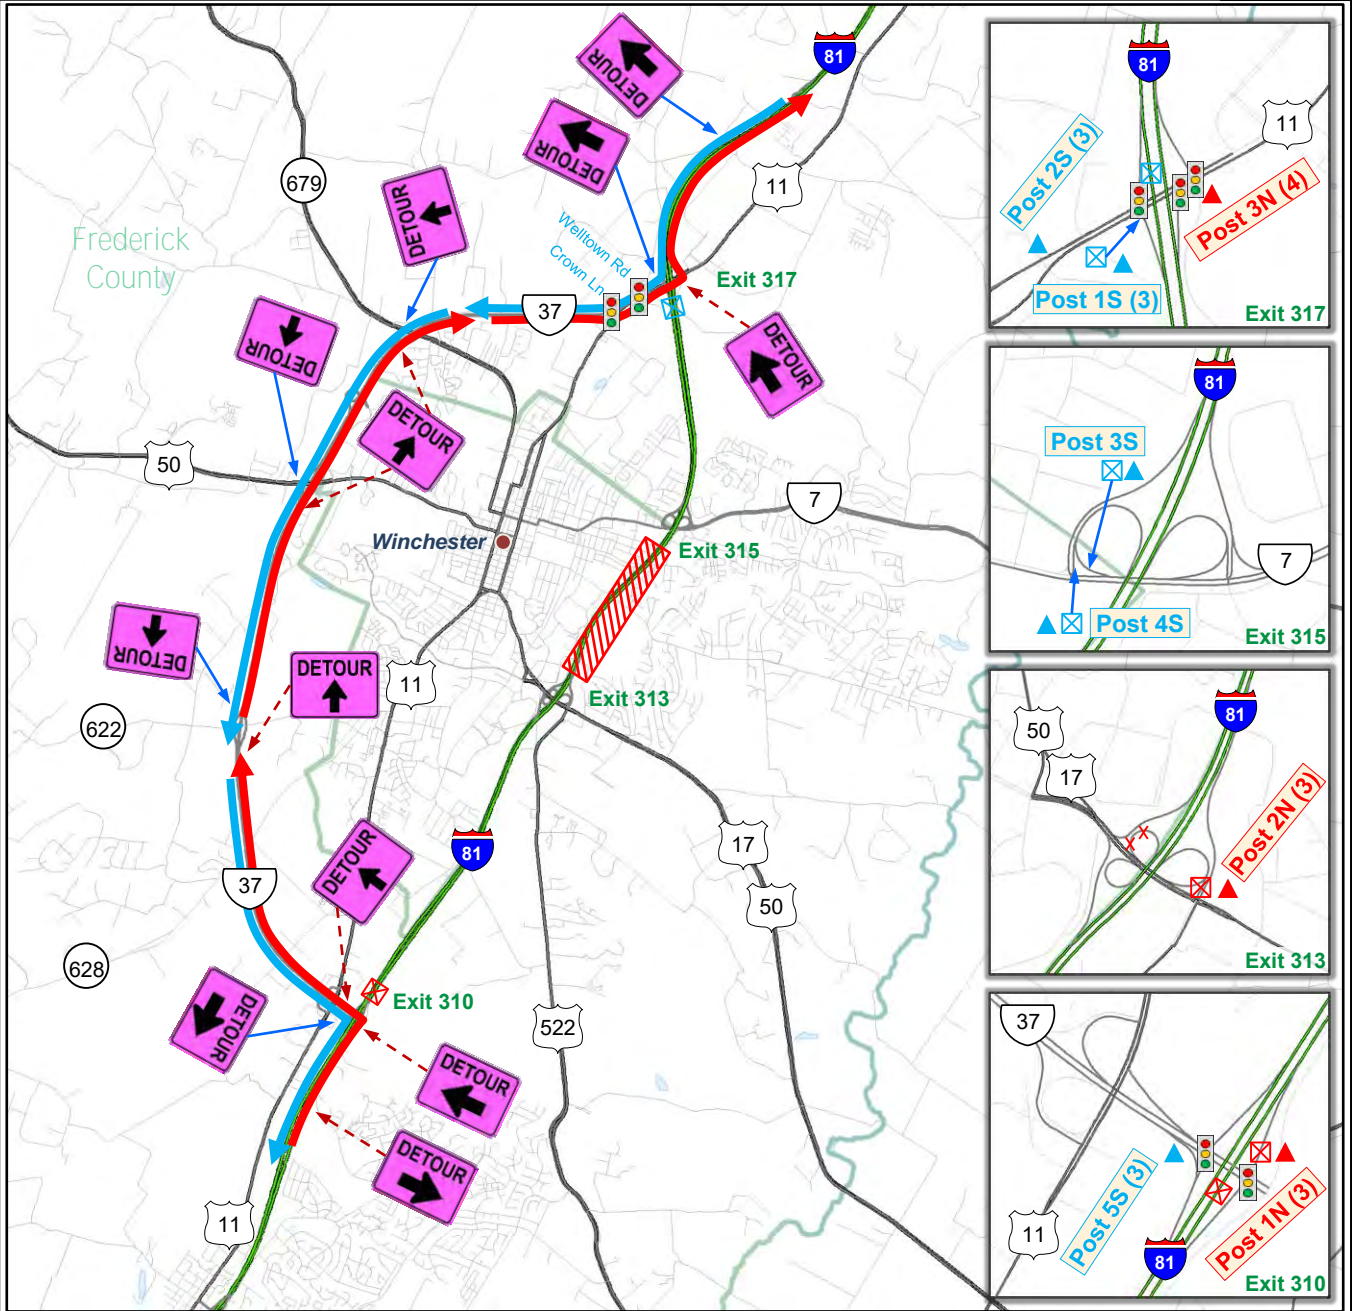 81
DETOUR
DETOUR
11
679
DETOUR
Frederick
County
Welltown Rd
Crown Ln
Exit 317
37
DETOUR
DETOUR
DETOUR
50
7
Winchester
Exit 315
DETOUR
DETOUR
11
Exit 313
622
81
DETOUR
17
37
50
628
Exit 310
DETOUR
522
DETOUR
DETOUR
11
81
11
Post 2S (3)
Post 3N (4)
Post 1S (3)
Exit 317
81
Post 3S
7
Post 4S
Exit 315
81
50
17
Post 2N (3)
X
X
Exit 313
37
Post 5S (3)
Post 1N (3)
11
81
Exit 310